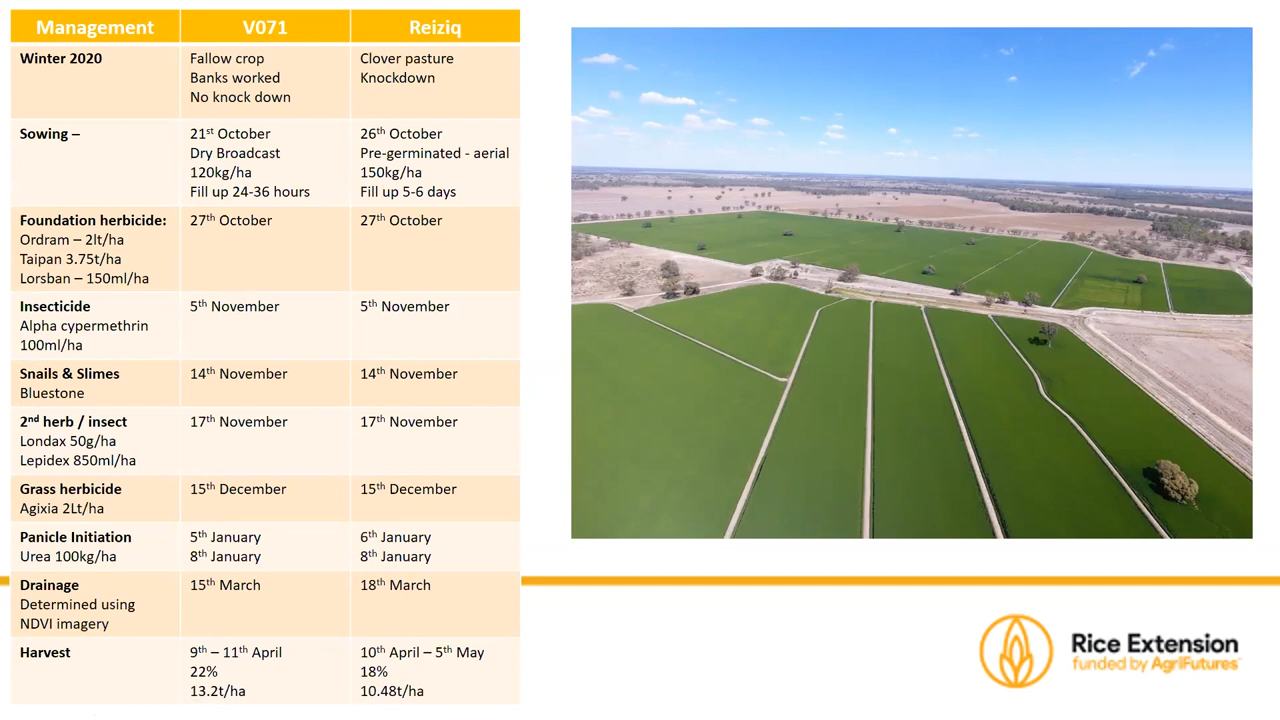 Management V071 Reiziq
Winter 2020
Fallow crop
Banks worked
No knock down
Clover pasture
Knockdown
Sowing –
21st October
Dry Broadcast
120kg/ha
Fill up 24-36 hours
26th October
Pre-germinated - aerial
150kg/ha
Fill up 5-6 days
Foundation herbicide:
Ordram – 2lt/ha
Taipan 3.75t/ha
Lorsban – 150ml/ha
27th October
27th October
Insecticide
Alpha cypermethrin
100ml/ha
5th November
5th November
Snails & Slimes
Bluestone
14th November
14th November
2nd herb / insect
Londax 50g/ha
Lepidex 850ml/ha
17th November
17th November
Grass herbicide
Agixia 2Lt/ha
15th December
15th December
Panicle Initiation
Urea 100kg/ha
5th January
8th January
6th January
8th January
Drainage
Determined using
NDVI imagery
15th March
18th March
Harvest
9th – 11th April
22%
13.2t/ha
10th April – 5th May
18%
10.48t/ha
Rice Extension
funded by AgriFutures